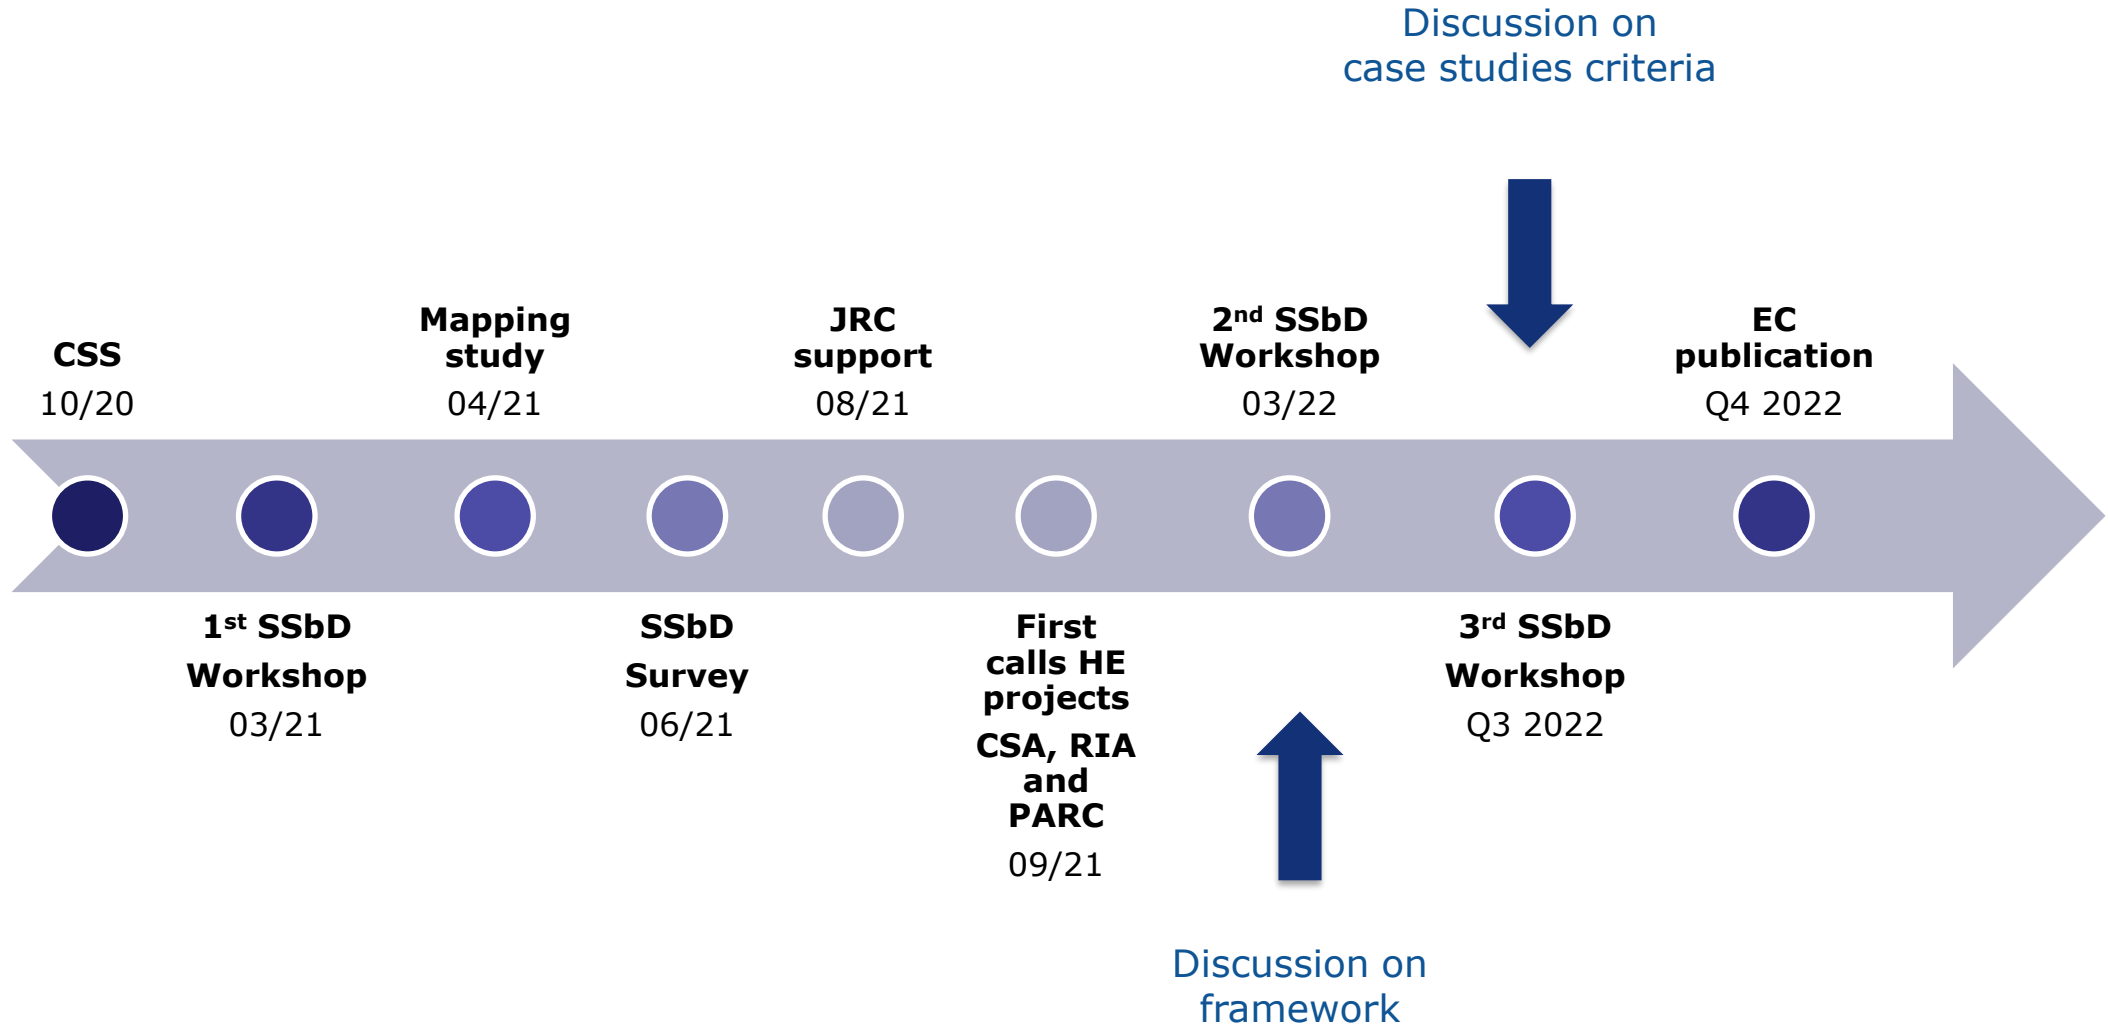 Discussion on
case studies criteria
CSS
10/20
Mapping
study
04/21
JRC
support
08/21
2nd SSbD
Workshop
03/22
EC
publication
Q4 2022
1st SSbD
Workshop
03/21
SSbD
Survey
06/21
First
calls HE
projects
CSA, RIA
and
PARC
09/21
3rd SSbD
Workshop
Q3 2022
Discussion on
framework